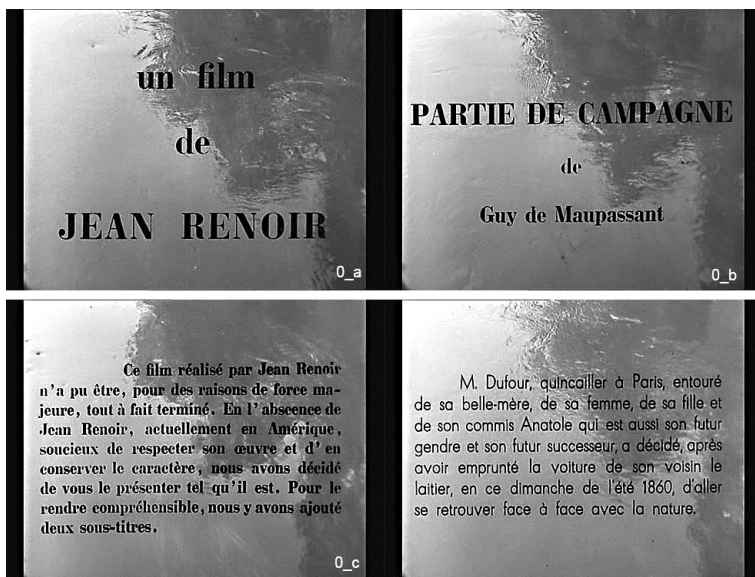 un film
de
JEAN RENOIR
0_a
PARTIE DE CAMPAGNE
de
Guy de Maupassant
0_b
Ce film réalisé par Jean Renoir
n'a pu être, pour des raisons de force ma-
jeure, tout à fait terminé. En l'abscence de
Jean Renoir, actuellement en Amérique,
soucieux de respecter son œuvre et d'en
conserver le caractère, nous avons décidé
de vous le présenter tel qu'il est. Pour le
rendre compréhensible, nous y avons ajouté
deux sous-titres.
0_c
M. Dufour, quincailler à Paris, entouré
de sa belle-mère, de sa femme, de sa fille et
de son commis Anatole qui est aussi son futur
gendre et son futur successeur, a décidé, après
avoir emprunté la voiture de son voisin le
laitier, en ce dimanche de l'été 1860, d'aller
se retrouver face à face avec la nature.